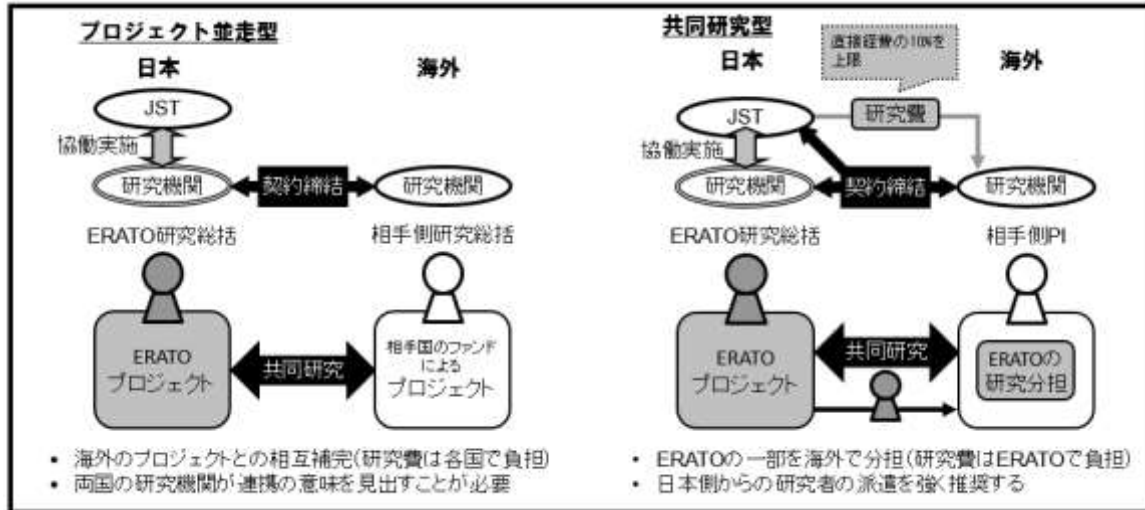 プロジェクト並走型
日本
海外
JST
協働実施
研究機関
契約締結
研究機関
ERATO研究総括
相手側研究総括
ERATO
プロジェクト
共同研究
相手国のファンド
による
プロジェクト
• 海外のプロジェクトとの相互補完(研究費は各国で負担)
• 両国の研究機関が連携の意味を見出すことが必要
共同研究型
日本
直接経費の10%を
上限
海外
JST
研究費
協働実施
研究機関
契約締結
研究機関
ERATO研究総括
相手側PI
ERATO
プロジェクト
共同研究
ERATOの
研究分担
• ERATOの一部を海外で分担(研究費はERATOで負担)
• 日本側からの研究者の派遣を強く推奨する